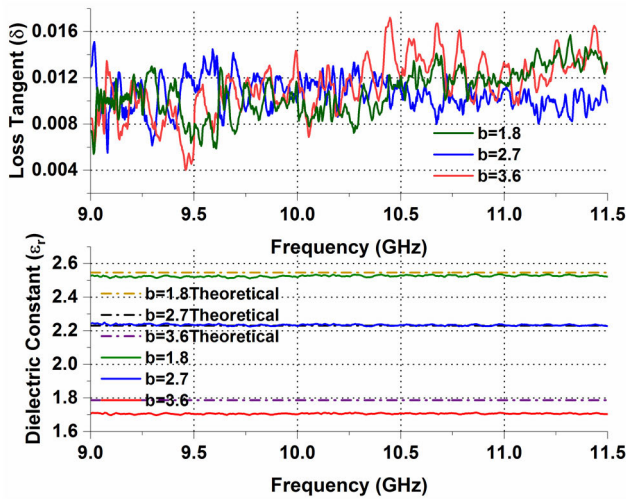 Loss Tangent (δ)
0.016
0.012
0.008
0.004
b=1.8
b=2.7
b=3.6
9.0 9.5 10.0 10.5 11.0 11.5
Frequency (GHz)
Dielectric Constant (εr)
2.6
2.4
2.2
2.0
1.8
1.6
b=1.8Theoretical
b=2.7Theoretical
b=3.6Theoretical
b=1.8
b=2.7
b=3.6
9.0 9.5 10.0 10.5 11.0 11.5
Frequency (GHz)